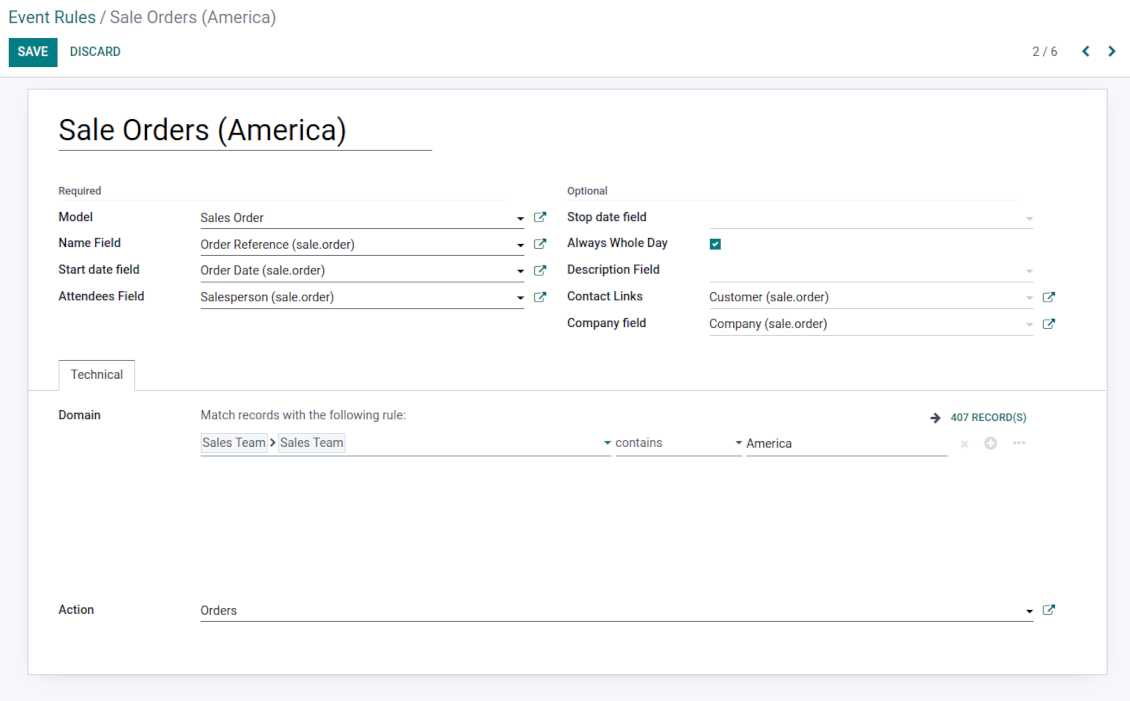 Event Rules / Sale Orders (America)
SAVE DISCARD 2 / 6
Sale Orders (America)
Required
Model Sales Order
Name Field Order Reference (sale.order)
Start date field Order Date (sale.order)
Attendees Field Salesperson (sale.order)
Optional
Stop date field
Always Whole Day
Description Field
Contact Links Customer (sale.order)
Company field Company (sale.order)
Technical
Domain Match records with the following rule: 407 RECORD(S)
Sales Team > Sales Team contains America
Action Orders